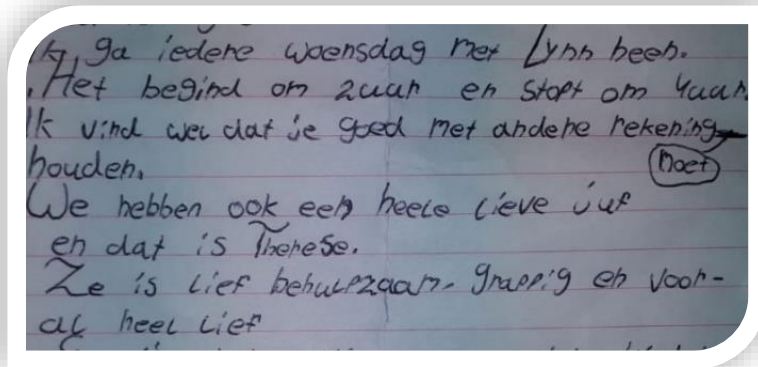 Ik ga iedere woensdag met Lynn heen.
Het begind om 2uur en stopt om 4uur
Ik vind wel dat je goed met andere rekening
houden. moet
We hebben ook een heele lieve juf
en dat is Therese.
Ze is lief behulpzaam. grappig en voor-
al heel lief